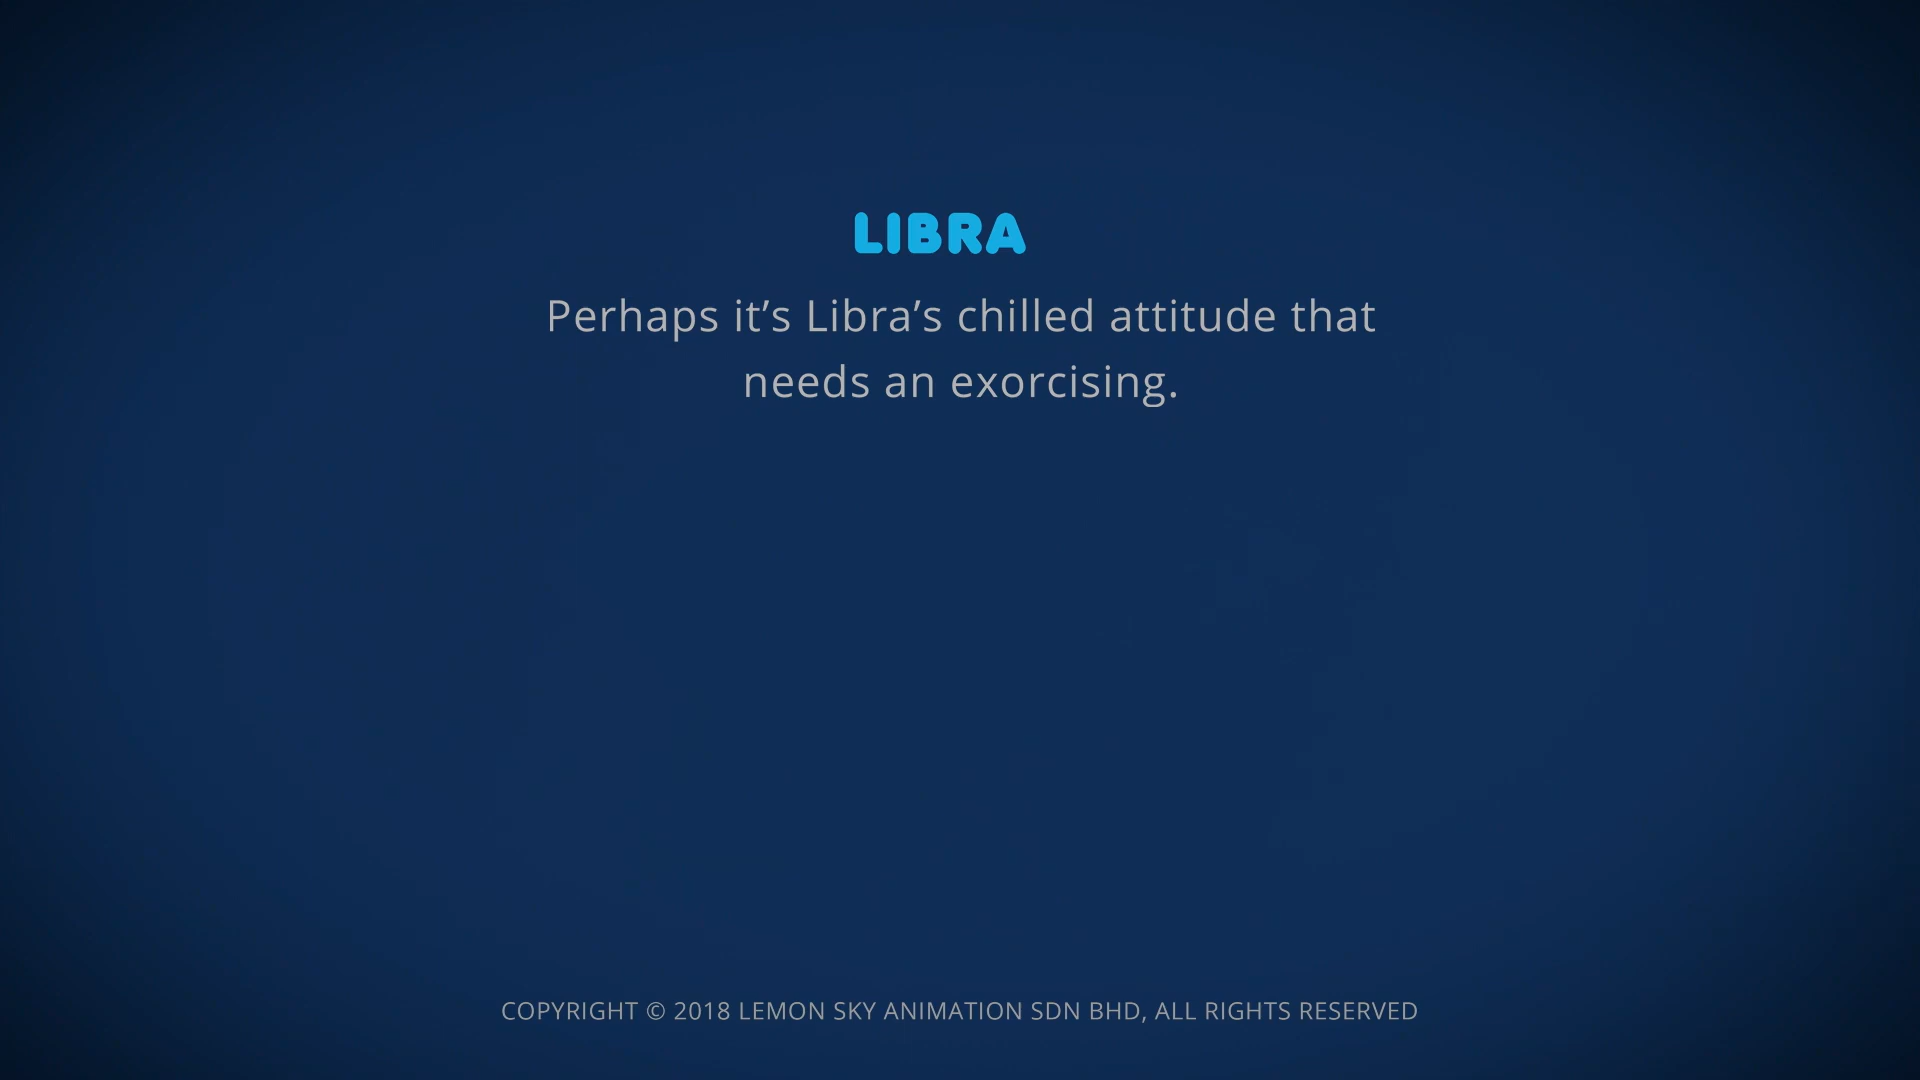 LIBRA
Perhaps it’s Libra’s chilled attitude that
needs an exorcising.
COPYRIGHT © 2018 LEMON SKY ANIMATION SDN BHD, ALL RIGHTS RESERVED